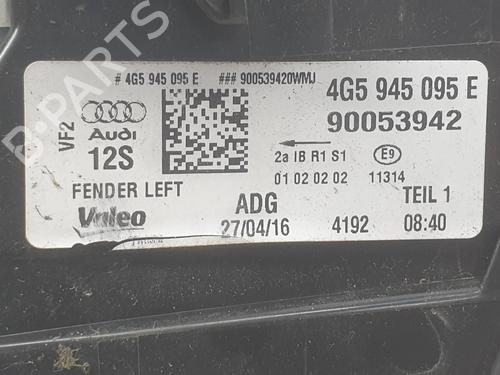 # 4G5 945 095 E ### 900539420WMJ
4G5 945 095 E
90053942
VF2
Audi
12S
2a IB R1 S1 E9
01 02 02 02 11314
FENDER LEFT
ADG
TEIL 1
Valeo
27/04/16 4192 08:40
B-PARTS